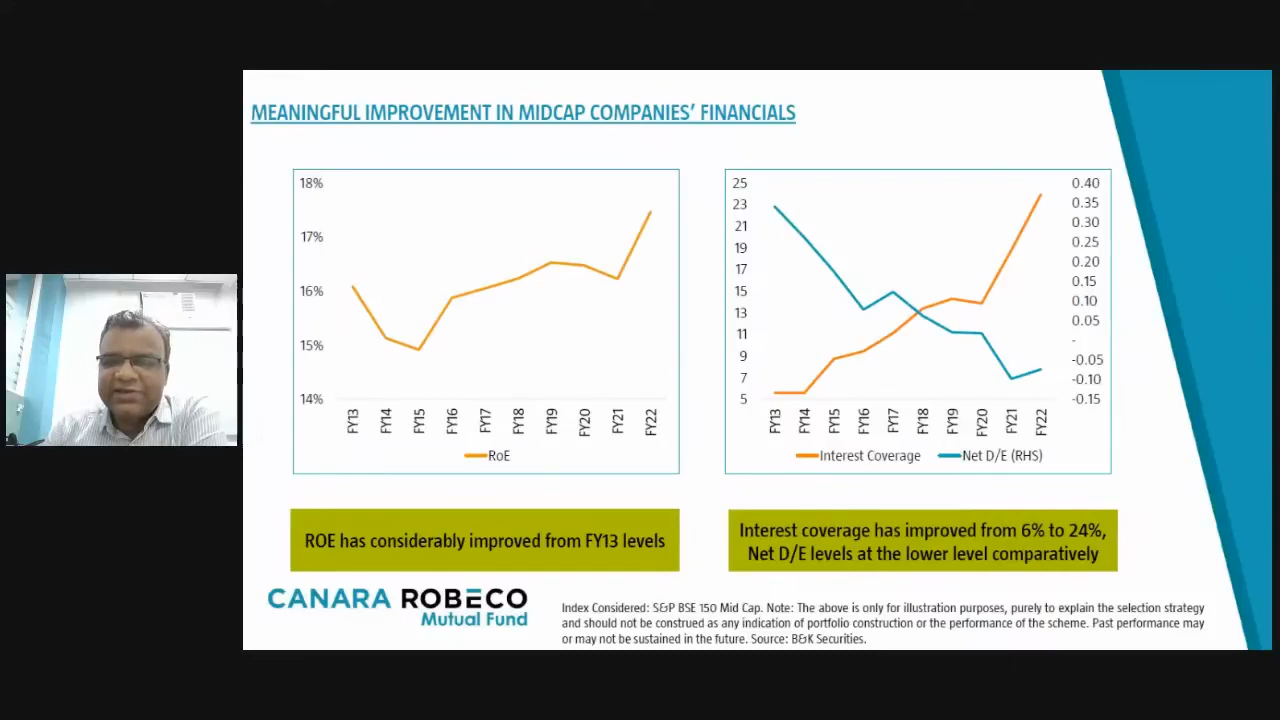 MEANINGFUL IMPROVEMENT IN MIDCAP COMPANIES’ FINANCIALS
18%
17%
16%
15%
14%
FY13 FY14 FY15 FY16 FY17 FY18 FY19 FY20 FY21 FY22
RoE
25
23
21
19
17
15
13
11
9
7
5
0.40
0.35
0.30
0.25
0.20
0.15
0.10
0.05
-
-0.05
-0.10
-0.15
FY13 FY14 FY15 FY16 FY17 FY18 FY19 FY20 FY21 FY22
Interest Coverage Net D/E (RHS)
ROE has considerably improved from FY13 levels
Interest coverage has improved from 6% to 24%,
Net D/E levels at the lower level comparatively
CANARA ROBECO
Mutual Fund
Index Considered: S&P BSE 150 Mid Cap. Note: The above is only for illustration purposes, purely to explain the selection strategy
and should not be construed as any indication of portfolio construction or the performance of the scheme. Past performance may
or may not be sustained in the future. Source: B&K Securities.